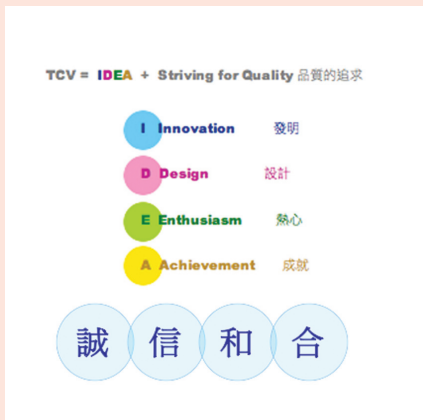 TCV = IDEA + Striving for Quality 品質的追求
I Innovation 發明
D Design 設計
E Enthusiasm 熱心
A Achievement 成就
誠信和合